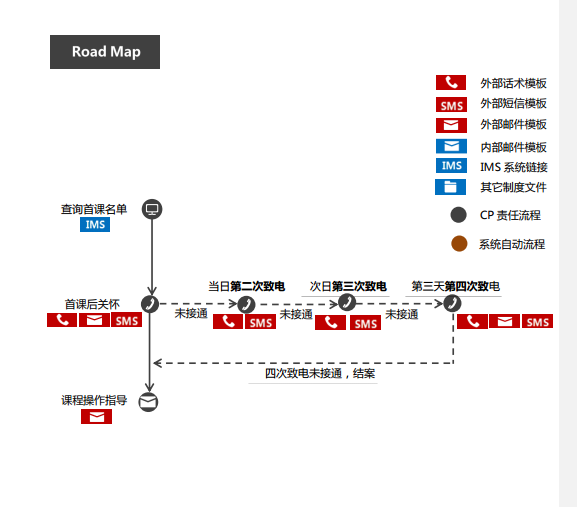 Road Map
外部话术模板
SMS 外部短信模板
外部邮件模板
内部邮件模板
IMS IMS 系统链接
其它制度文件
CP 责任流程
系统自动流程
查询首课名单
IMS
当日第二次致电
次日第三次致电
第三天第四次致电
首课后关怀
SMS
未接通
SMS
未接通
SMS
未接通
SMS
四次致电未接通，结案
课程操作指导